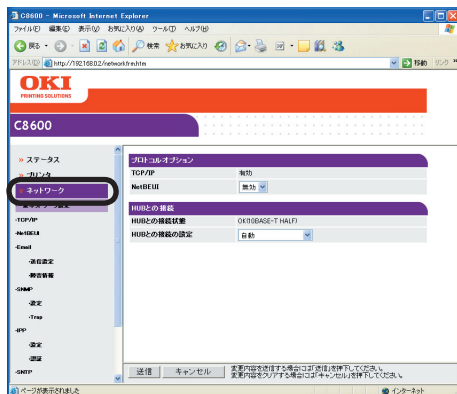 C8600 - Microsoft Internet Explorer
ファイル(F) 編集(E) 表示(V) お気に入り(A) ツール(T) ヘルプ(H)
戻る 検索 お気に入り
アドレス(D) http://192.168.0.2/networkfrm.htm 移動 リンク »
OKI
PRINTING SOLUTIONS
C8600
» ステータス
» プリンタ
» ネットワーク
-TCP/IP
-NetBEUI
-Email
-送信設定
-障害情報
-SNMP
-設定
-Trap
-IPP
-設定
-認証
-SNTP
プロトコルオプション
TCP/IP 有効
NetBEUI 無効
HUBとの接続
HUBとの接続状態 OK(10BASE-T HALF)
HUBとの接続の設定 自動
送信 キャンセル 変更内容を送信する場合には「送信」を押下してください。
変更内容をクリアする場合には「キャンセル」を押下してください。
ページが表示されました インターネット